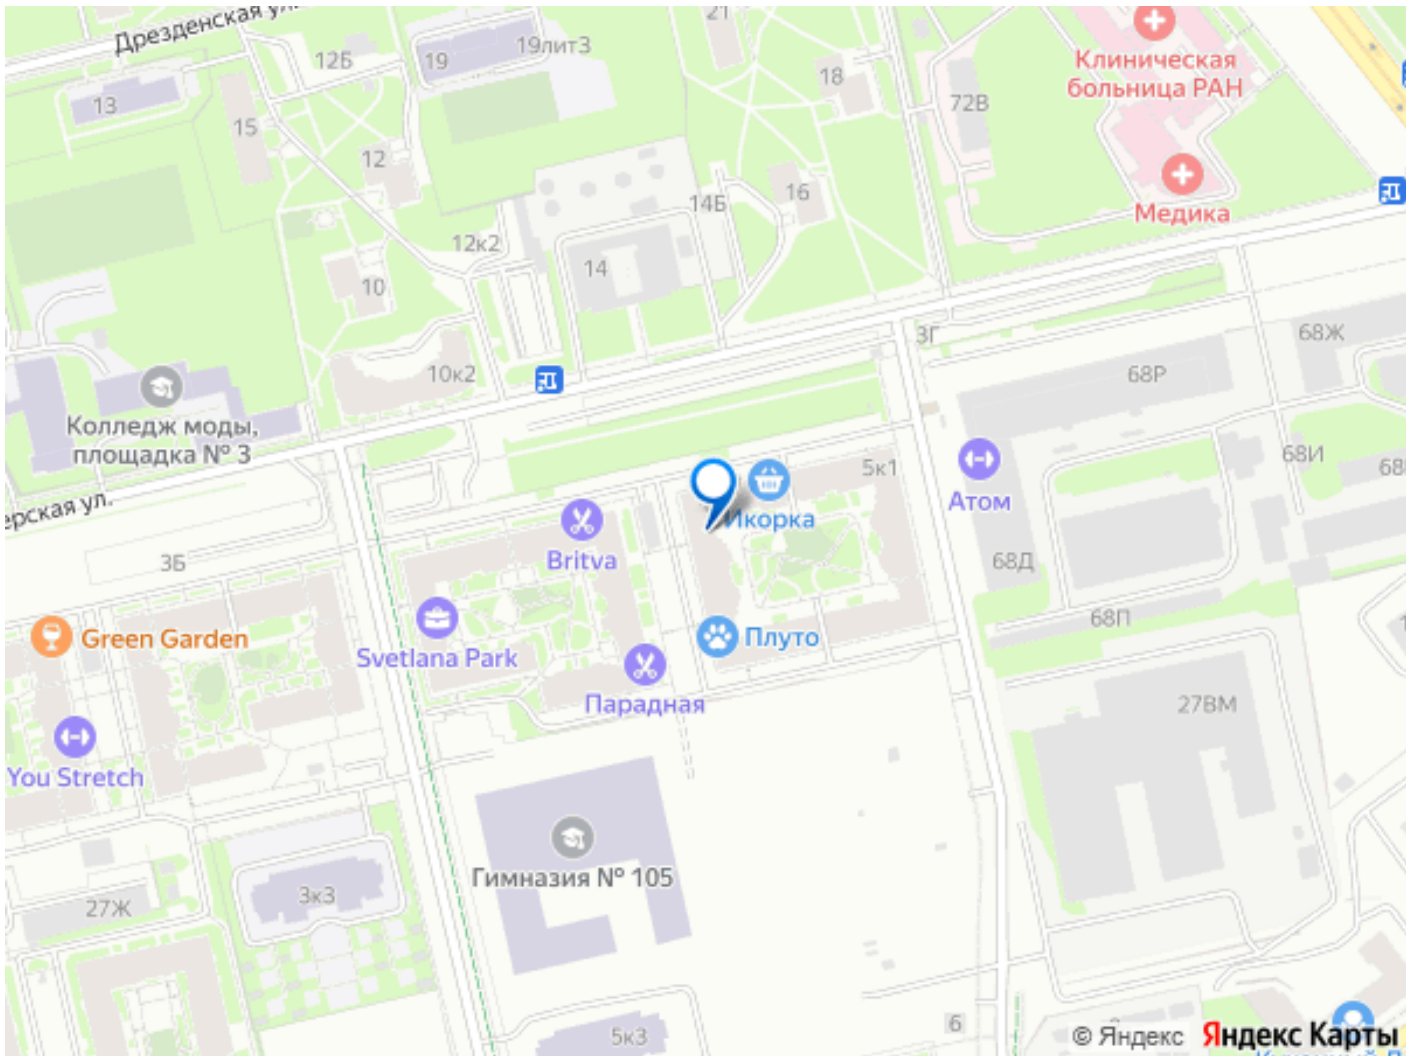 Дрезденская ул.
21
19лит3
12Б
19
18
Клиническая
больница РАН
13
72В
15
12
16
14Б
Медика
12к2
14
10
3Г
68Ж
10к2
68Р
Колледж моды,
площадка № 3
68И
5к1
Атом
ерская ул.
Икорка
Britva
3Б
68Д
68П
Green Garden
Svetlana Park
Плуто
Парадная
27ВМ
You Stretch
Гимназия № 105
3к3
27Ж
5к3
6
© Яндекс Яндекс Карты